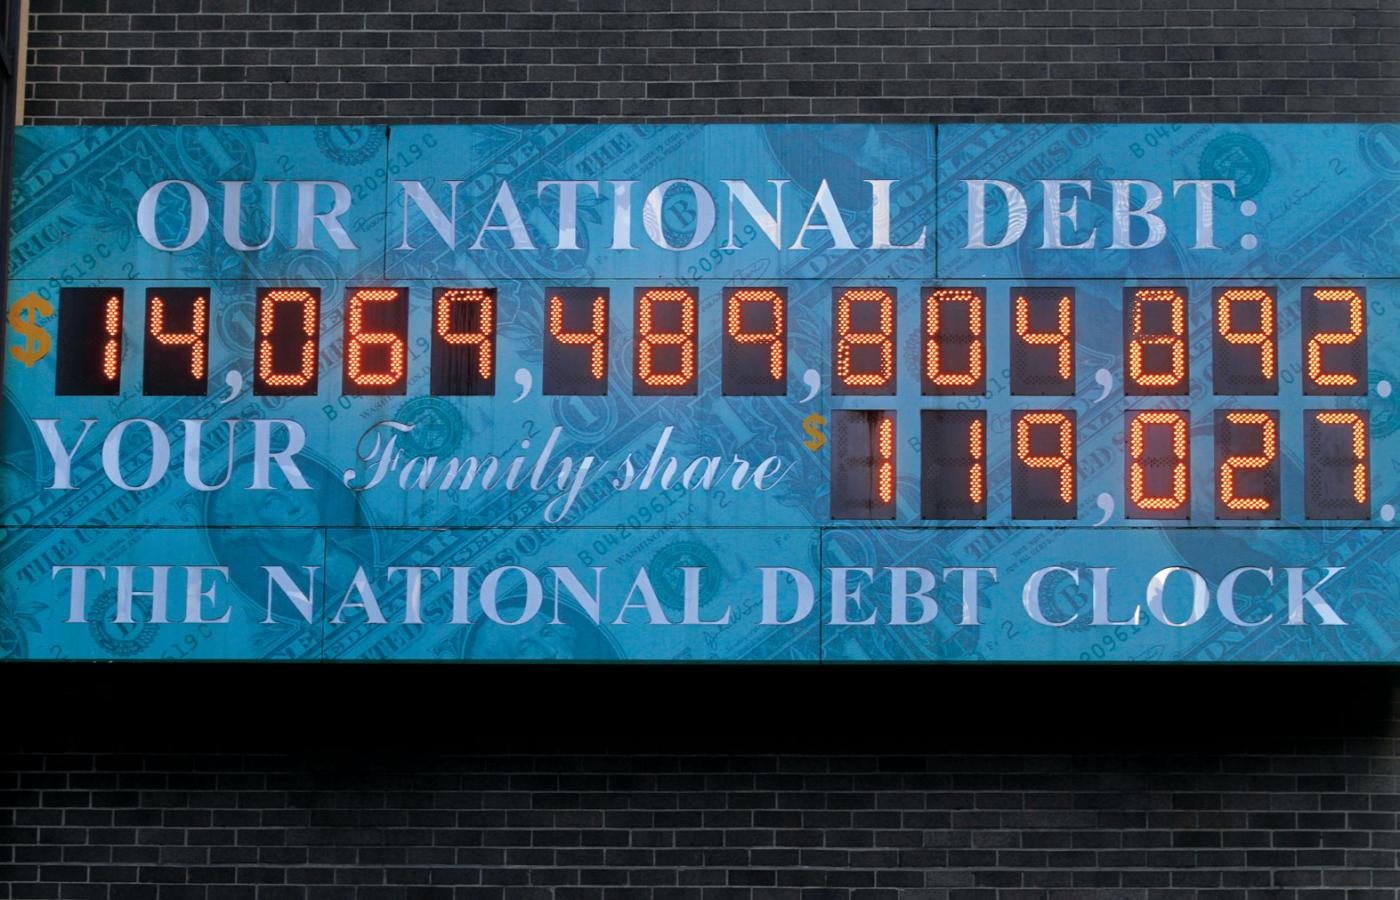 OUR NATIONAL DEBT:
$14,069,489,804,892.
YOUR Family share $119,027.
THE NATIONAL DEBT CLOCK